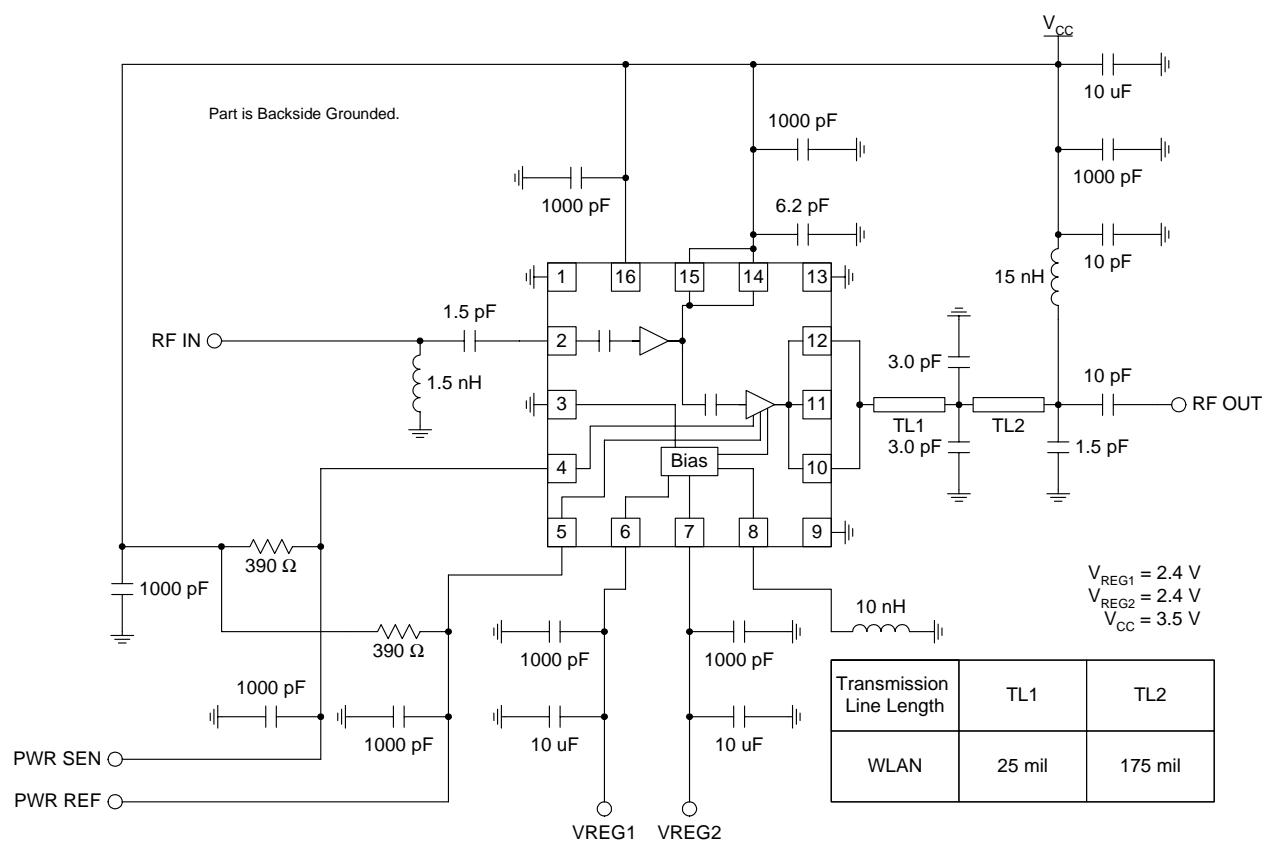 V_CC
10 uF
Part is Backside Grounded.
1000 pF
1000 pF
1000 pF
6.2 pF
10 pF
15 nH
1
16
15
14
13
1.5 pF
RF IN
2
12
3.0 pF
10 pF
1.5 nH
3
11
RF OUT
TL1
TL2
3.0 pF
1.5 pF
4
Bias
10
5
6
7
8
9
390 Ω
1000 pF
V_REG1 = 2.4 V
V_REG2 = 2.4 V
V_CC = 3.5 V
10 nH
390 Ω
1000 pF
1000 pF
1000 pF
1000 pF
10 uF
10 uF
Transmission Line Length
TL1
TL2
WLAN
25 mil
175 mil
PWR SEN
PWR REF
VREG1
VREG2